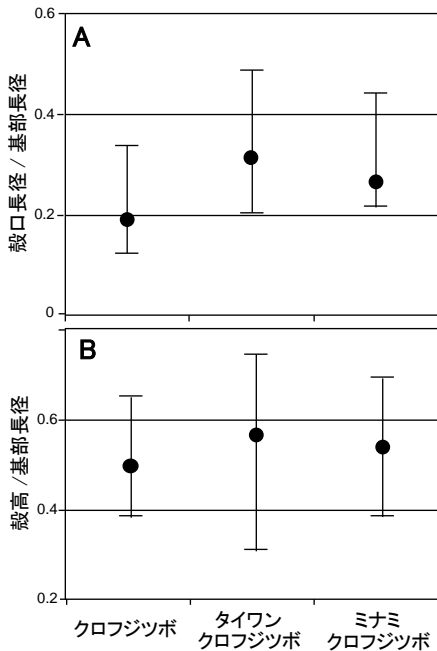 A
0.6
0.4
0.2
0
殻口長径 / 基部長径
B
0.6
0.4
0.2
殻高 /基部長径
クロフジツボ
タイワン
クロフジツボ
ミナミ
クロフジツボ